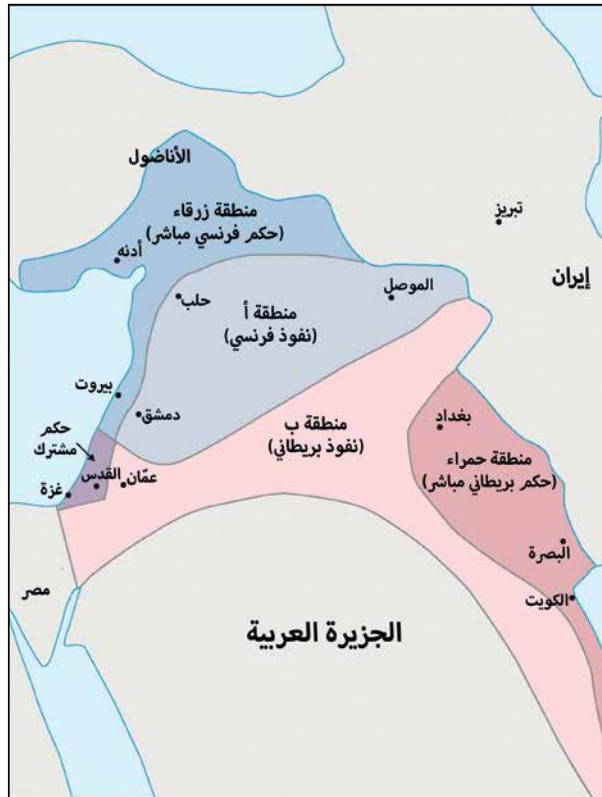 الأناضول
منطقة زرقاء
(حكم فرنسي مباشر)
أدنه
تبريز
إيران
الموصل
حلب
منطقة أ
(نفوذ فرنسي)
بيروت
دمشق
حكم
مشترك
منطقة ب
(نفوذ بريطاني)
بغداد
منطقة حمراء
(حكم بريطاني مباشر)
القدس
عمّان
غزة
البصرة
الكويت
مصر
الجزيرة العربية